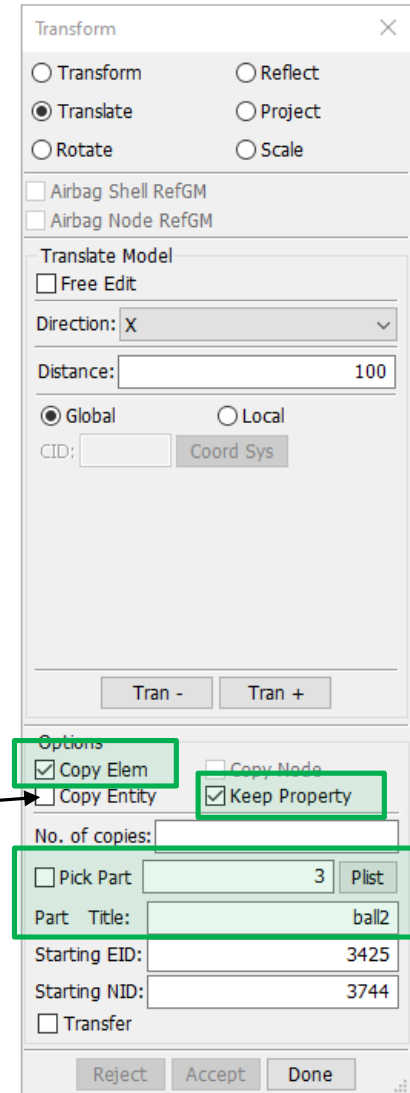 Transform
Transform Reflect
Translate Project
Rotate Scale
Airbag Shell RefGM
Airbag Node RefGM
Translate Model
Free Edit
Direction: X
Distance: 100
Global Local
CID: Coord Sys
Tran - Tran +
Options
Copy Elem Copy Node
Copy Entity Keep Property
No. of copies:
Pick Part 3 Plist
Part Title: ball2
Starting EID: 3425
Starting NID: 3744
Transfer
Reject Accept Done